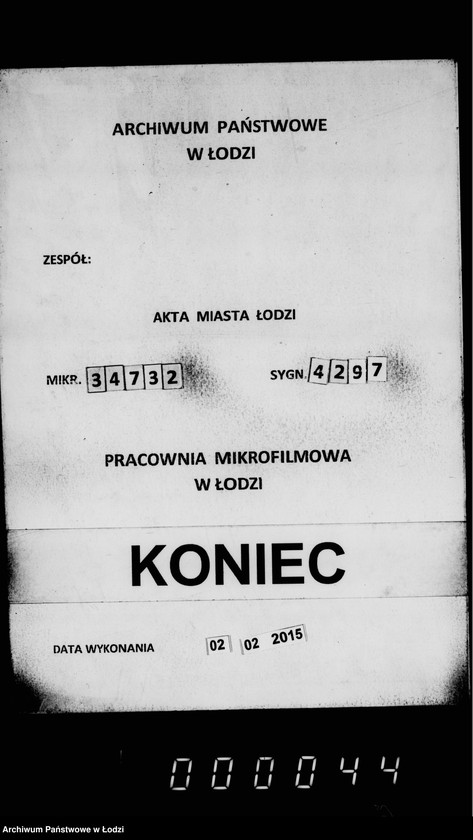 ARCHIWUM PAŃSTWOWE
W ŁODZI
ZESPÓŁ:
AKTA MIASTA ŁODZI
MIKR. 34732 SYGN. 4297
PRACOWNIA MIKROFILMOWA
W ŁODZI
KONIEC
DATA WYKONANIA 02 02 2015
000044
Archiwum Państwowe w Łodzi